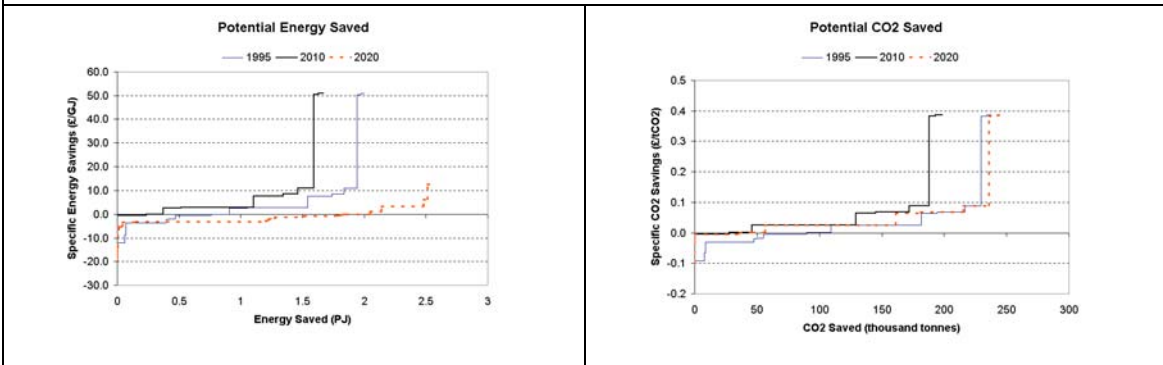 Potential Energy Saved
1995 2010 2020
Specific Energy Savings (£/GJ)
60.0
50.0
40.0
30.0
20.0
10.0
0.0
-10.0
-20.0
-30.0
0 0.5 1 1.5 2 2.5 3
Energy Saved (PJ)
Potential CO2 Saved
1995 2010 2020
Specific CO2 Savings (£/tCO2)
0.5
0.4
0.3
0.2
0.1
0.0
-0.1
-0.2
0 50 100 150 200 250 300
CO2 Saved (thousand tonnes)